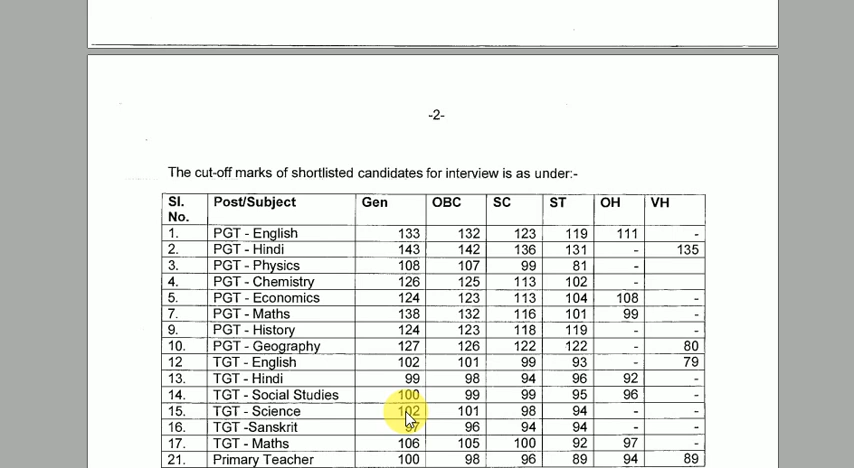 -2-
The cut-off marks of shortlisted candidates for interview is as under:-
Sl. No. Post/Subject Gen OBC SC ST OH VH
1. PGT - English 133 132 123 119 111 -
2. PGT - Hindi 143 142 136 131 - 135
3. PGT - Physics 108 107 99 81 -
4. PGT - Chemistry 126 125 113 102 -
5. PGT - Economics 124 123 113 104 108 -
7. PGT - Maths 138 132 116 101 99 -
9. PGT - History 124 123 118 119 - -
10. PGT - Geography 127 126 122 122 - 80
12 TGT - English 102 101 99 93 - 79
13. TGT - Hindi 99 98 94 96 92 -
14. TGT - Social Studies 100 99 99 95 96 -
15. TGT - Science 102 101 98 94 - -
16. TGT -Sanskrit 97 96 94 94 - -
17. TGT - Maths 106 105 100 92 97 -
21. Primary Teacher 100 98 96 89 94 89